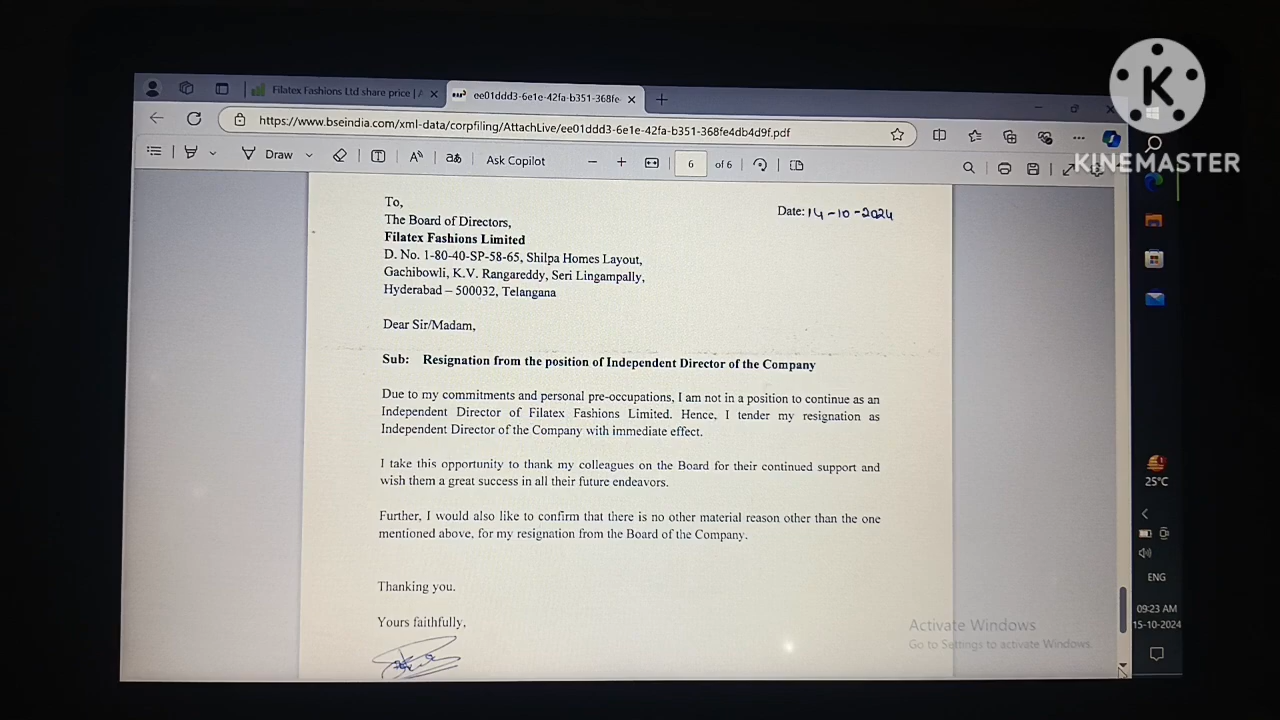 Filatex Fashions Ltd share price | A
ee01ddd3-6e1e-42fa-b351-368fe
https://www.bseindia.com/xml-data/corpfiling/AttachLive/ee01ddd3-6e1e-42fa-b351-368fe4db4d9f.pdf
K
KINEMASTER
Draw
Ask Copilot
6 of 6
To,
Date: 14-10-2024
The Board of Directors,
Filatex Fashions Limited
D. No. 1-80-40-SP-58-65, Shilpa Homes Layout,
Gachibowli, K.V. Rangareddy, Seri Lingampally,
Hyderabad – 500032, Telangana
Dear Sir/Madam,
Sub: Resignation from the position of Independent Director of the Company
Due to my commitments and personal pre-occupations, I am not in a position to continue as an
Independent Director of Filatex Fashions Limited. Hence, I tender my resignation as
Independent Director of the Company with immediate effect.
I take this opportunity to thank my colleagues on the Board for their continued support and
wish them a great success in all their future endeavors.
Further, I would also like to confirm that there is no other material reason other than the one
mentioned above, for my resignation from the Board of the Company.
Thanking you.
Yours faithfully,
Activate Windows
Go to Settings to activate Windows.
25°C
ENG
09:23 AM
15-10-2024